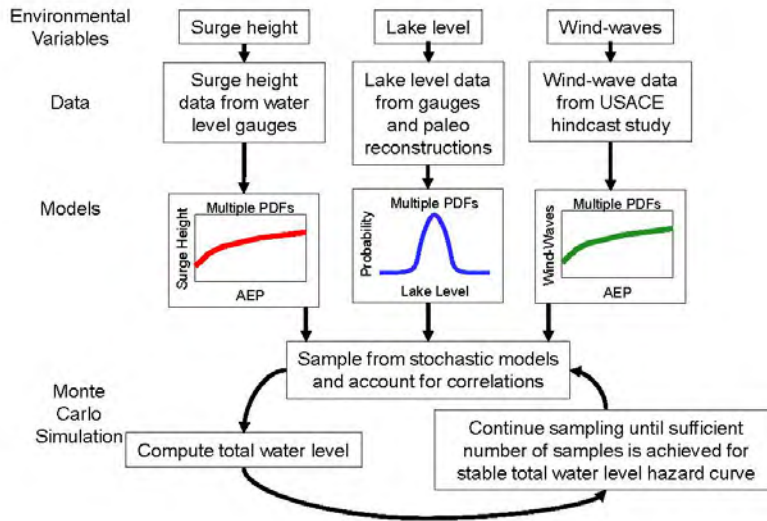 Environmental
Variables
Surge height
Lake level
Wind-waves
Data
Surge height
data from water
level gauges
Lake level data
from gauges
and paleo
reconstructions
Wind-wave data
from USACE
hindcast study
Models
Multiple PDFs
Surge Height
AEP
Multiple PDFs
Probability
Lake Level
Multiple PDFs
Wind-Waves
AEP
Sample from stochastic models
and account for correlations
Monte
Carlo
Simulation
Compute total water level
Continue sampling until sufficient
number of samples is achieved for
stable total water level hazard curve